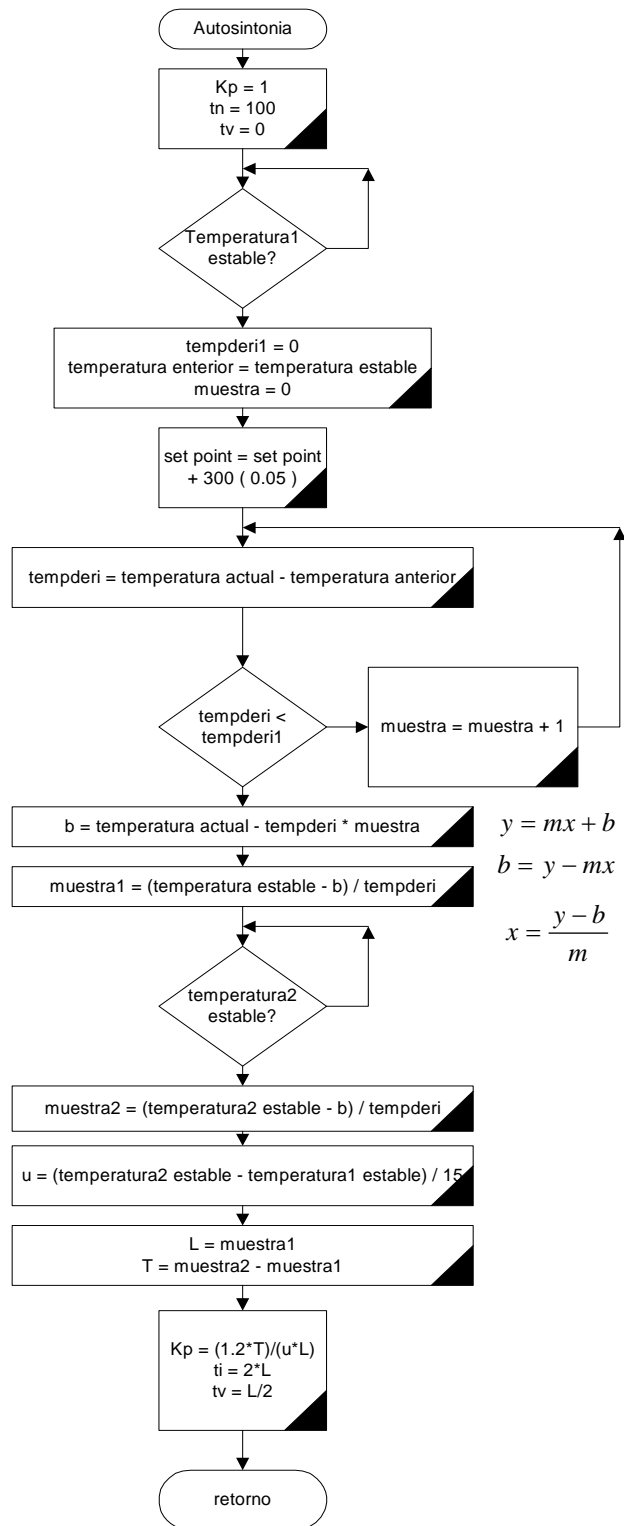 Autosintonia
Kp = 1
tn = 100
tv = 0
Temperatura1
estable?
tempderi1 = 0
temperatura enterior = temperatura estable
muestra = 0
set point = set point
+ 300 ( 0.05 )
tempderi = temperatura actual - temperatura anterior
tempderi <
tempderi1
muestra = muestra + 1
b = temperatura actual - tempderi * muestra
y = mx + b
b = y - mx
muestra1 = (temperatura estable - b) / tempderi
x = \frac{y - b}{m}
temperatura2
estable?
muestra2 = (temperatura2 estable - b) / tempderi
u = (temperatura2 estable - temperatura1 estable) / 15
L = muestra1
T = muestra2 - muestra1
Kp = (1.2*T)/(u*L)
ti = 2*L
tv = L/2
retorno